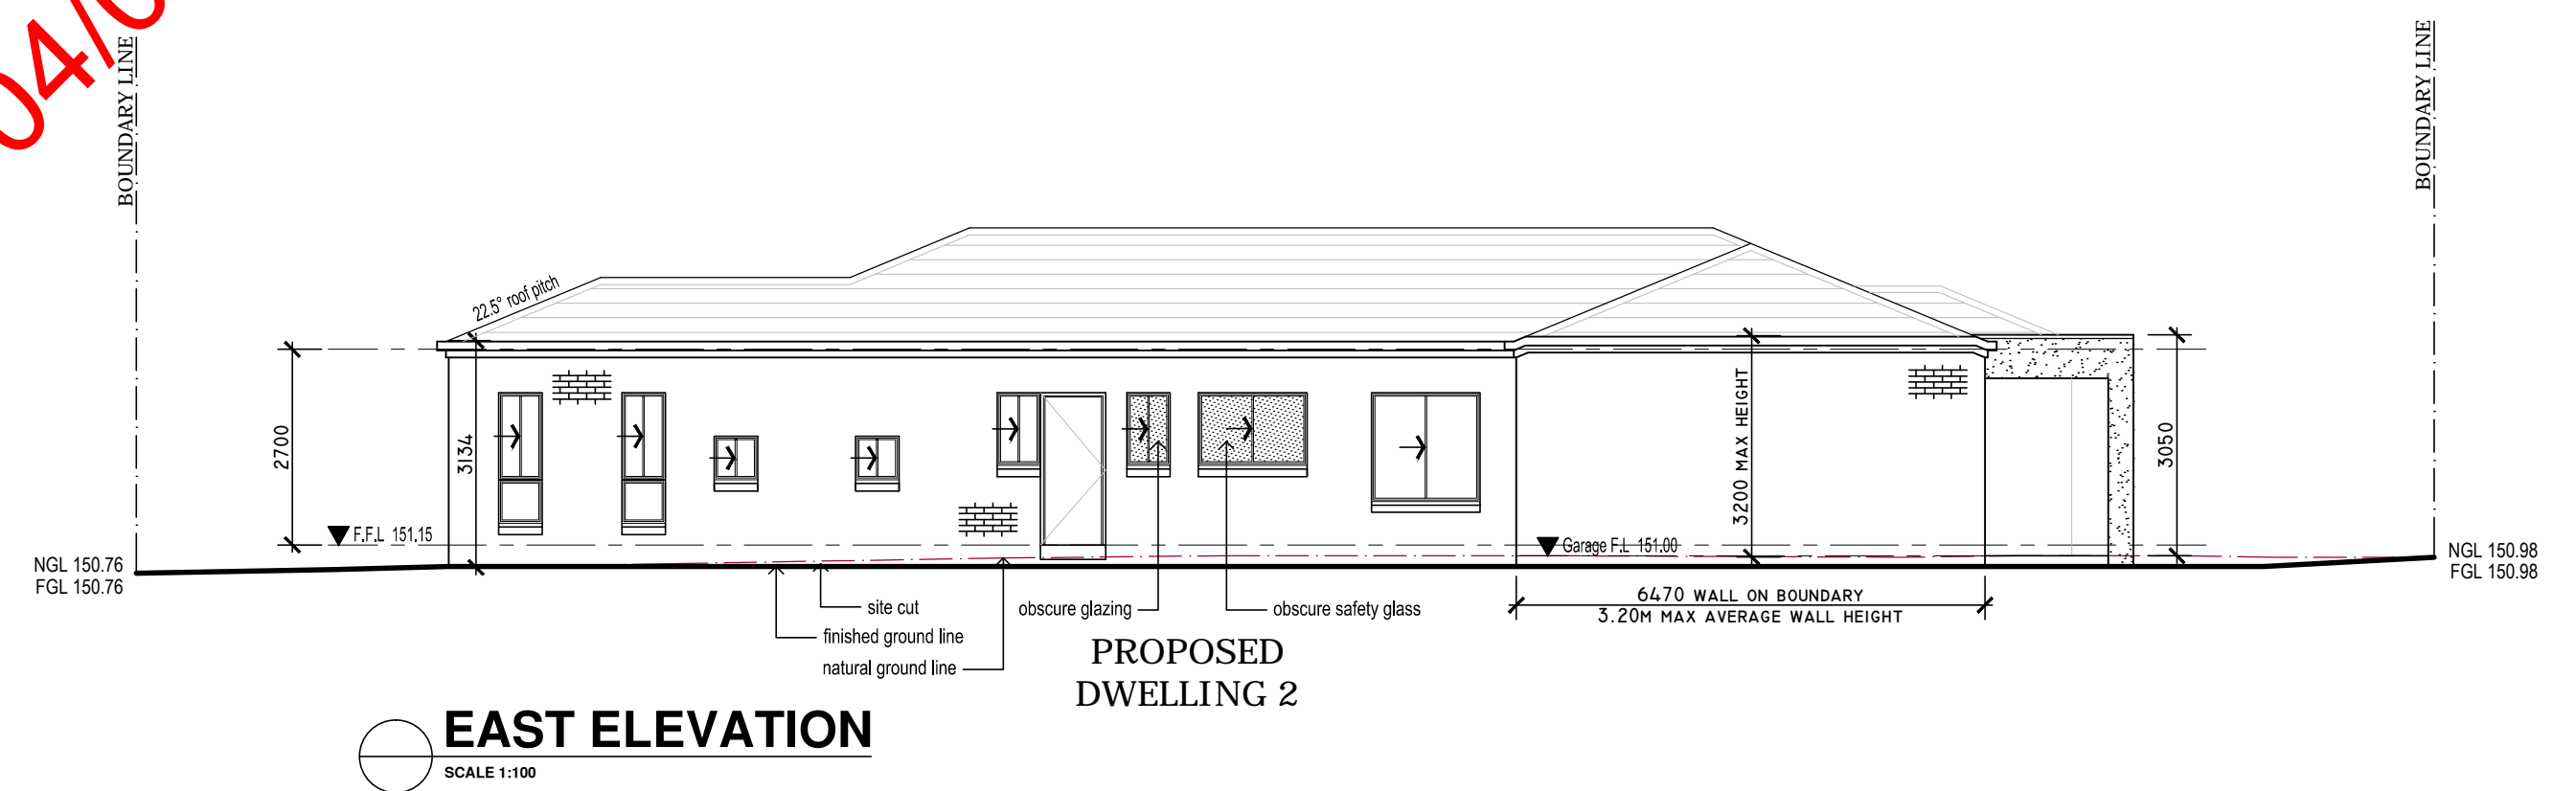 04/0
BOUNDARY LINE
BOUNDARY LINE
22.5° roof pitch
2700
3134
3200 MAX HEIGHT
3050
F.F.L 151.15
Garage F.L 151.00
NGL 150.76
FGL 150.76
NGL 150.98
FGL 150.98
site cut
finished ground line
natural ground line
obscure glazing
obscure safety glass
6470 WALL ON BOUNDARY
3.20M MAX AVERAGE WALL HEIGHT
PROPOSED
DWELLING 2
EAST ELEVATION
SCALE 1:100